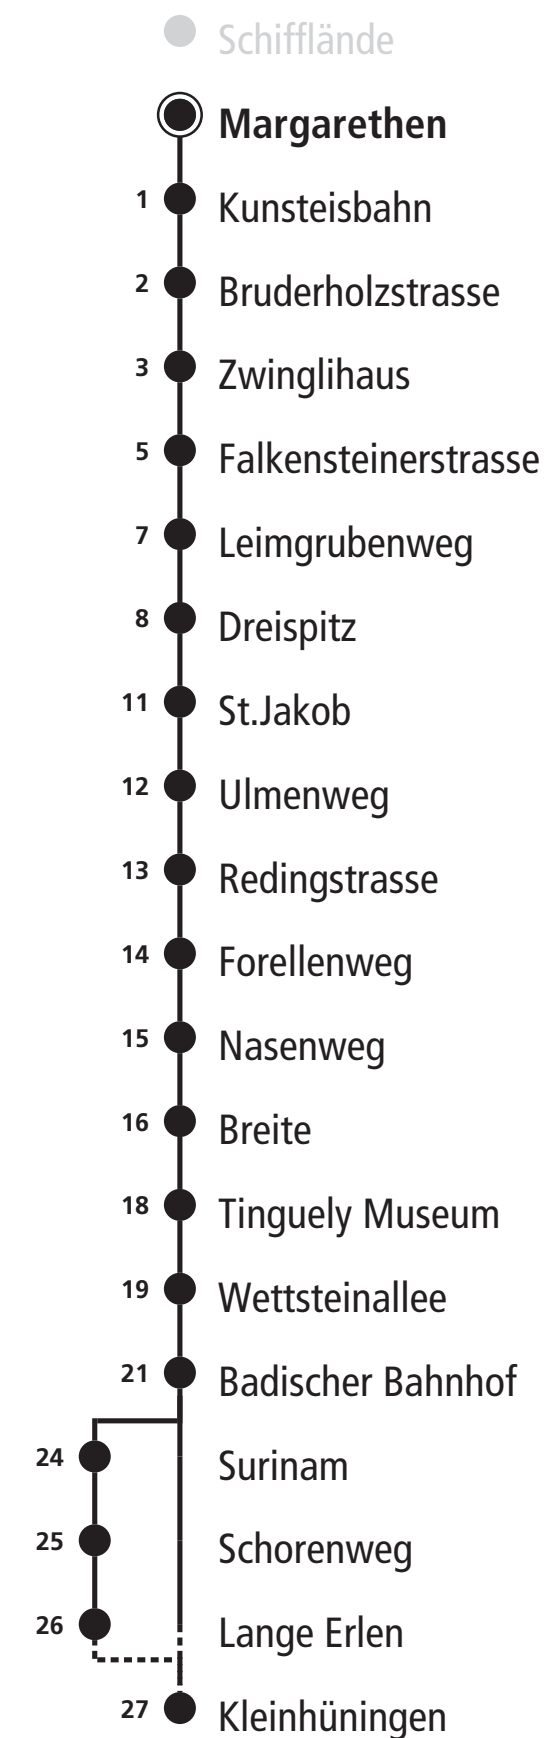 Schifflände
Margarethen
1 Kunsteisbahn
2 Bruderholzstrasse
3 Zwinglihaus
5 Falkensteinerstrasse
7 Leimgrubenweg
8 Dreispitz
11 St.Jakob
12 Ulmenweg
13 Redingstrasse
14 Forellenweg
15 Nasenweg
16 Breite
18 Tinguely Museum
19 Wettsteinallee
21 Badischer Bahnhof
24 Surinam
25 Schorenweg
26 Lange Erlen
27 Kleinhüningen